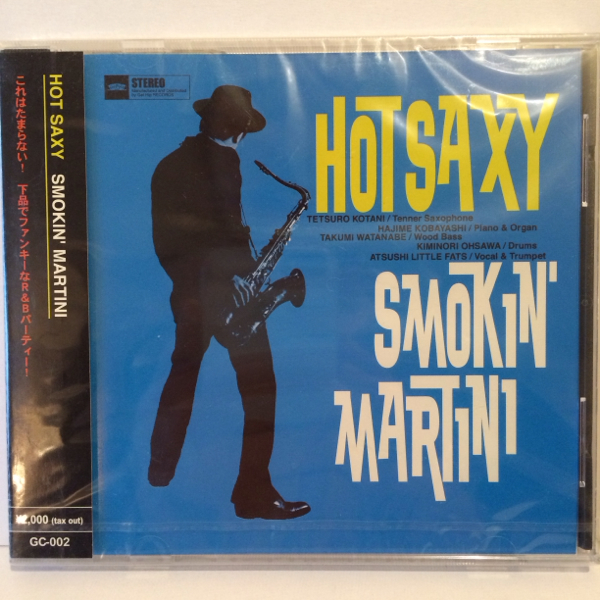 HOT SAXY SMOKIN' MARTINI
これはたまらない! 下品でファンキーなR&Bパーティー!
¥2,000 (tax out)
GC-002
STEREO
HOT SAXY
TETSURO KOTANI / Tenner Saxophone
HAJIME KOBAYASHI / Piano & Organ
TAKUMI WATANABE / Wood Bass
KIMINORI OHSAWA / Drums
ATSUSHI LITTLE FATS / Vocal & Trumpet
SMOKIN'
MARTINI